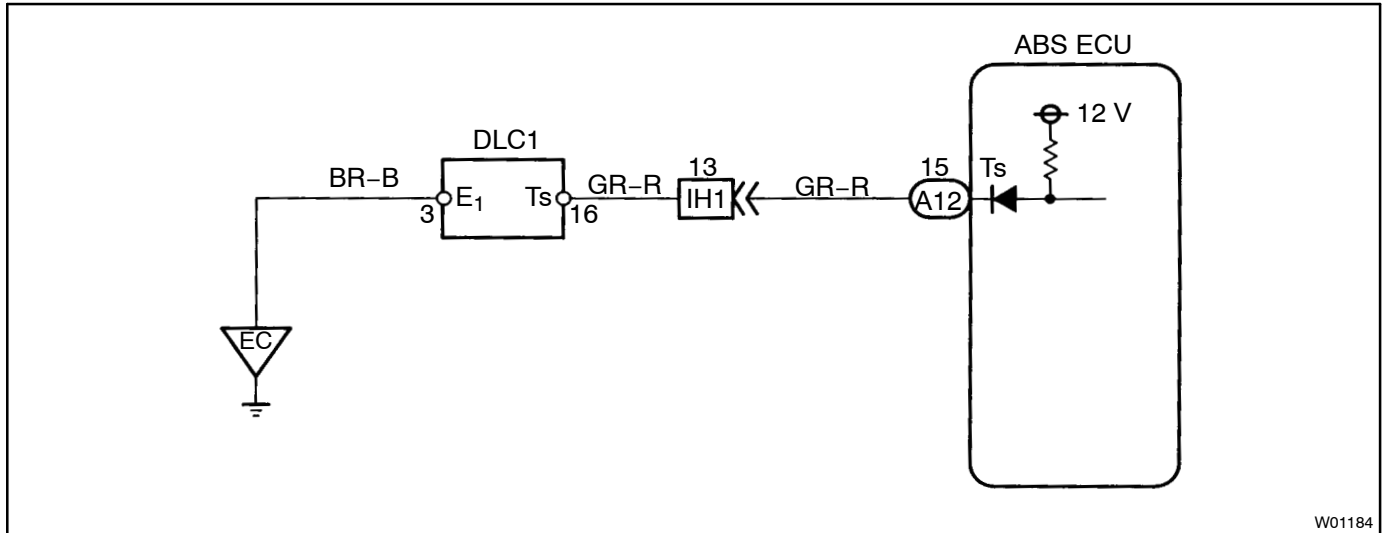 ABS ECU
12 V
DLC1
13
15
Ts
BR–B
E1
Ts
GR–R
IH1
GR–R
A12
3
16
EC
W01184